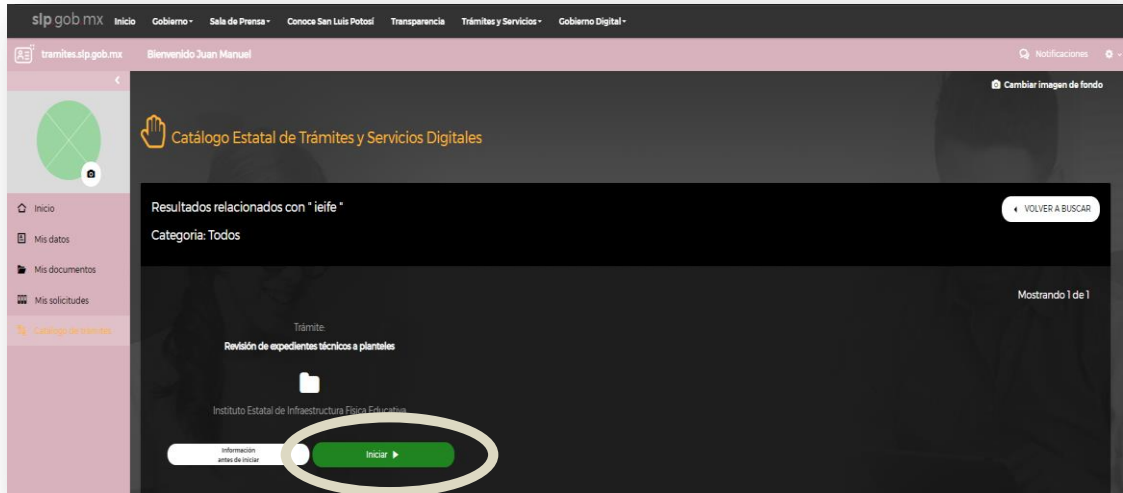 slp gob mx Inicio Gobierno Sala de Prensa Conoce San Luis Potosí Transparencia Trámites y Servicios Gobierno Digital
tramites.slp.gob.mx Bienvenido Juan Manuel Notificaciones
Cambiar imagen de fondo
Catálogo Estatal de Trámites y Servicios Digitales
Inicio
Mis datos
Mis documentos
Mis solicitudes
Catálogo de trámites
Resultados relacionados con " ieife "
VOLVER A BUSCAR
Categoria: Todos
Mostrando 1 de 1
Trámite:
Revisión de expedientes técnicos a planteles
Instituto Estatal de Infraestructura Física Educativa
Información
antes de iniciar
Iniciar